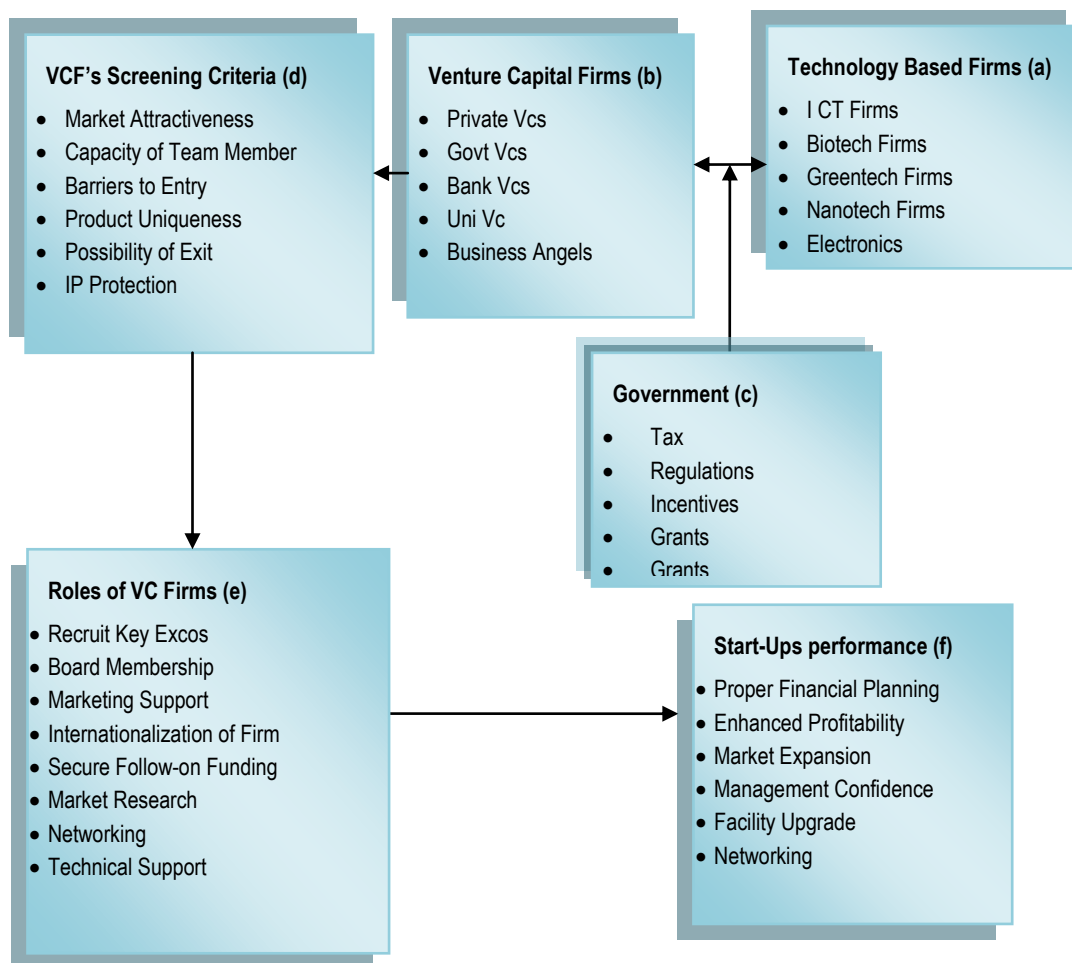 VCF's Screening Criteria (d)
• Market Attractiveness
• Capacity of Team Member
• Barriers to Entry
• Product Uniqueness
• Possibility of Exit
• IP Protection
Venture Capital Firms (b)
• Private Vcs
• Govt Vcs
• Bank Vcs
• Uni Vc
• Business Angels
Technology Based Firms (a)
• I CT Firms
• Biotech Firms
• Greentech Firms
• Nanotech Firms
• Electronics
Government (c)
• Tax
• Regulations
• Incentives
• Grants
• Grants
Roles of VC Firms (e)
• Recruit Key Excos
• Board Membership
• Marketing Support
• Internationalization of Firm
• Secure Follow-on Funding
• Market Research
• Networking
• Technical Support
Start-Ups performance (f)
• Proper Financial Planning
• Enhanced Profitability
• Market Expansion
• Management Confidence
• Facility Upgrade
• Networking